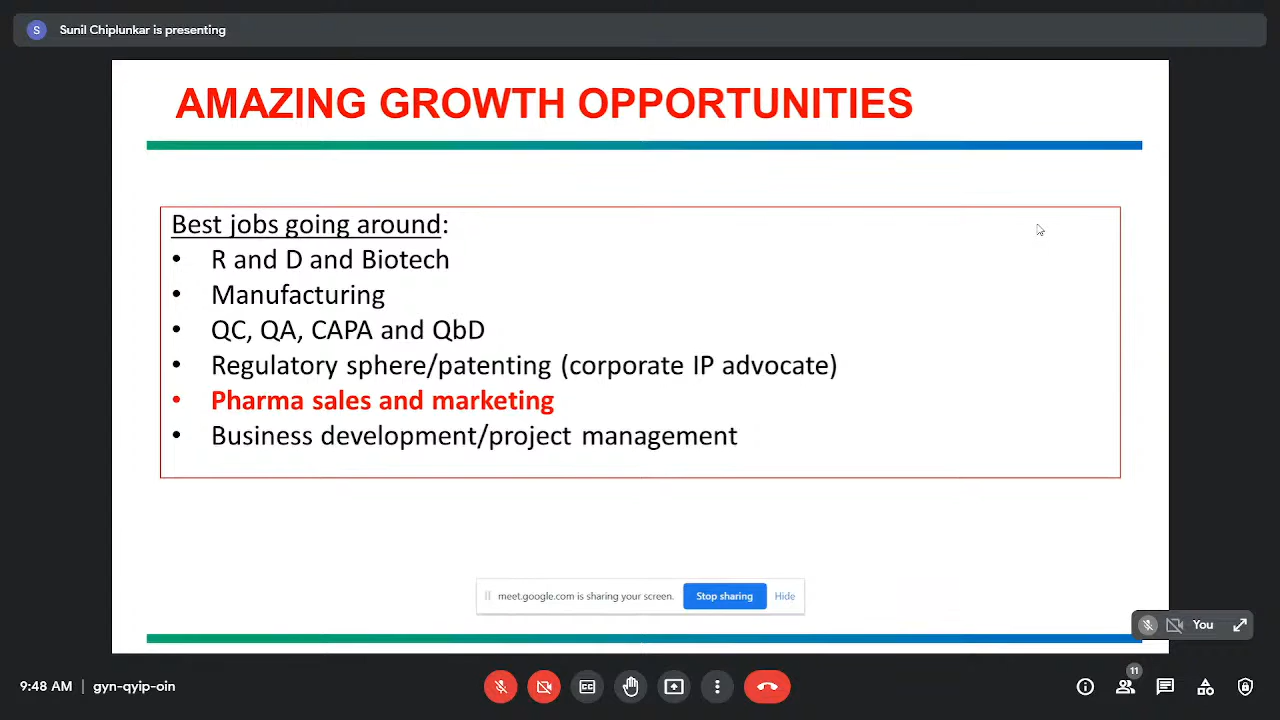 S Sunil Chiplunkar is presenting
AMAZING GROWTH OPPORTUNITIES
Best jobs going around:
• R and D and Biotech
• Manufacturing
• QC, QA, CAPA and QbD
• Regulatory sphere/patenting (corporate IP advocate)
• Pharma sales and marketing
• Business development/project management
meet.google.com is sharing your screen. Stop sharing Hide
You
9:48 AM | gyn-qyip-oin
11